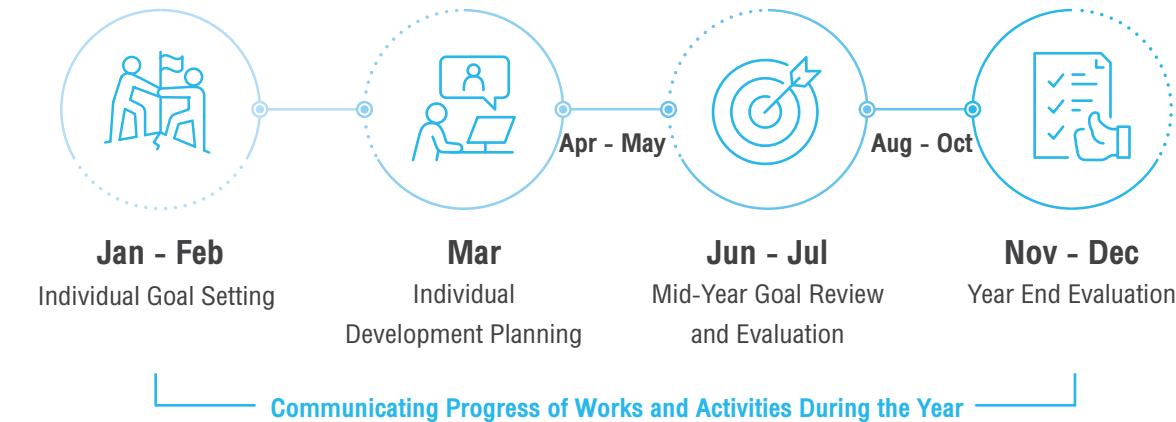 Apr - May
Aug - Oct
Jan - Feb
Individual Goal Setting
Mar
Individual
Development Planning
Jun - Jul
Mid-Year Goal Review
and Evaluation
Nov - Dec
Year End Evaluation
Communicating Progress of Works and Activities During the Year